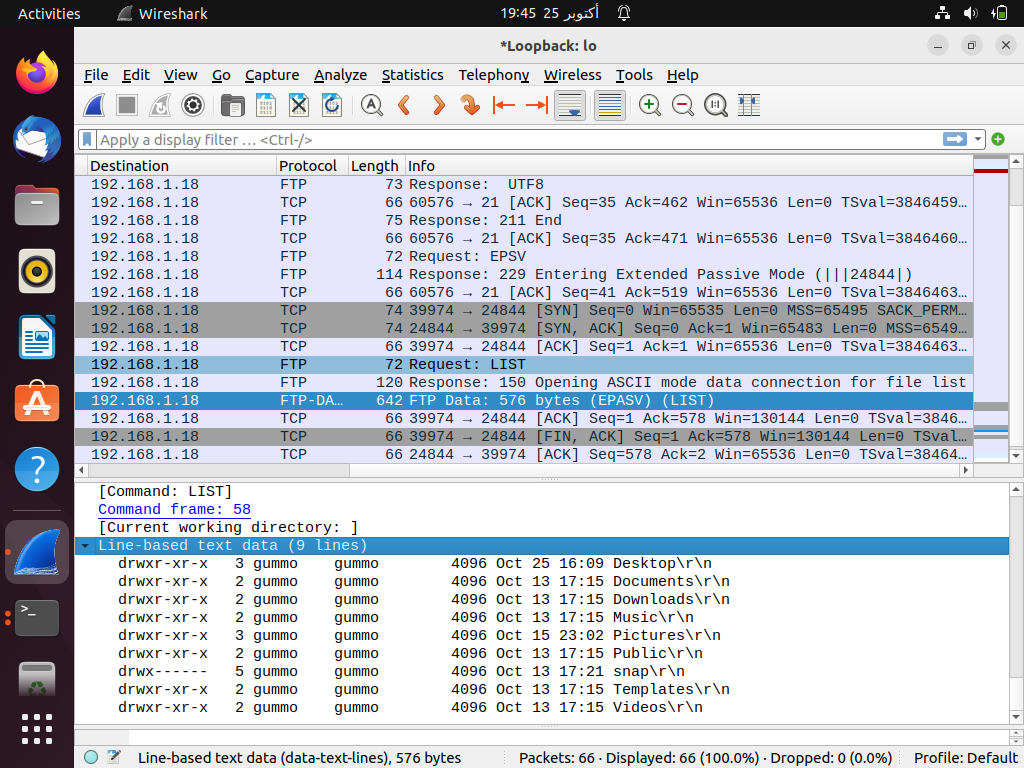 Activities Wireshark 19:45 25 أكتوبر
*Loopback: lo
File Edit View Go Capture Analyze Statistics Telephony Wireless Tools Help
Apply a display filter … <Ctrl-/>
Destination Protocol Length Info
192.168.1.18 FTP 73 Response: UTF8
192.168.1.18 TCP 66 60576 → 21 [ACK] Seq=35 Ack=462 Win=65536 Len=0 TSval=3846459…
192.168.1.18 FTP 75 Response: 211 End
192.168.1.18 TCP 66 60576 → 21 [ACK] Seq=35 Ack=471 Win=65536 Len=0 TSval=3846460…
192.168.1.18 FTP 72 Request: EPSV
192.168.1.18 FTP 114 Response: 229 Entering Extended Passive Mode (|||24844|)
192.168.1.18 TCP 66 60576 → 21 [ACK] Seq=41 Ack=519 Win=65536 Len=0 TSval=3846463…
192.168.1.18 TCP 74 39974 → 24844 [SYN] Seq=0 Win=65535 Len=0 MSS=65495 SACK_PERM…
192.168.1.18 TCP 74 24844 → 39974 [SYN, ACK] Seq=0 Ack=1 Win=65483 Len=0 MSS=6549…
192.168.1.18 TCP 66 39974 → 24844 [ACK] Seq=1 Ack=1 Win=65536 Len=0 TSval=3846463…
192.168.1.18 FTP 72 Request: LIST
192.168.1.18 FTP 120 Response: 150 Opening ASCII mode data connection for file list
192.168.1.18 FTP-DA… 642 FTP Data: 576 bytes (EPASV) (LIST)
192.168.1.18 TCP 66 39974 → 24844 [ACK] Seq=1 Ack=578 Win=130144 Len=0 TSval=3846…
192.168.1.18 TCP 66 39974 → 24844 [FIN, ACK] Seq=1 Ack=578 Win=130144 Len=0 TSval…
192.168.1.18 TCP 66 24844 → 39974 [ACK] Seq=578 Ack=2 Win=65536 Len=0 TSval=38464…
[Command: LIST]
Command frame: 58
[Current working directory: ]
Line-based text data (9 lines)
drwxr-xr-x 3 gummo gummo 4096 Oct 25 16:09 Desktop\r\n
drwxr-xr-x 2 gummo gummo 4096 Oct 13 17:15 Documents\r\n
drwxr-xr-x 2 gummo gummo 4096 Oct 13 17:15 Downloads\r\n
drwxr-xr-x 2 gummo gummo 4096 Oct 13 17:15 Music\r\n
drwxr-xr-x 3 gummo gummo 4096 Oct 15 23:02 Pictures\r\n
drwxr-xr-x 2 gummo gummo 4096 Oct 13 17:15 Public\r\n
drwx------ 5 gummo gummo 4096 Oct 13 17:21 snap\r\n
drwxr-xr-x 2 gummo gummo 4096 Oct 13 17:15 Templates\r\n
drwxr-xr-x 2 gummo gummo 4096 Oct 13 17:15 Videos\r\n
Line-based text data (data-text-lines), 576 bytes Packets: 66 · Displayed: 66 (100.0%) · Dropped: 0 (0.0%) Profile: Default